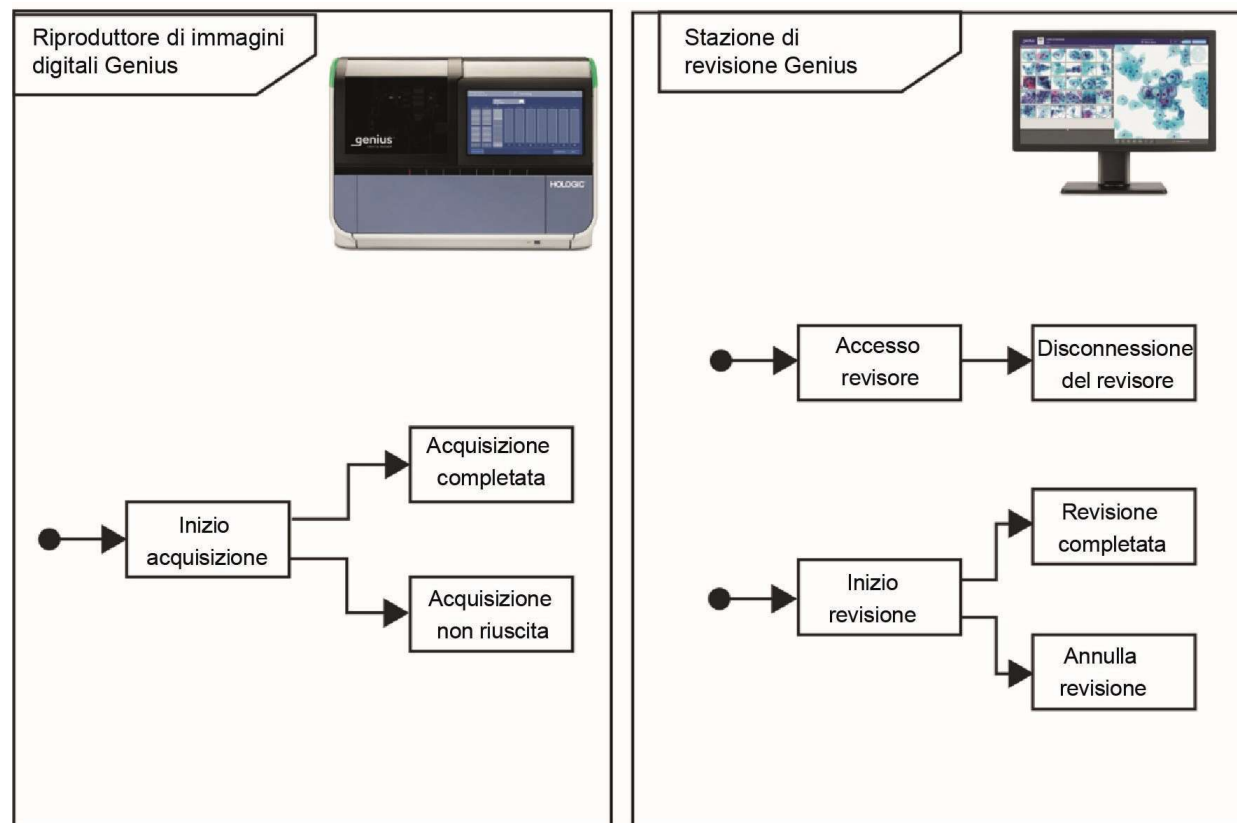 Riproduttore di immagini
digitali Genius
genius
HOLOGIC
Inizio
acquisizione
Acquisizione
completata
Acquisizione
non riuscita
Stazione di
revisione Genius
Accesso
revisore
Disconnessione
del revisore
Inizio
revisione
Revisione
completata
Annulla
revisione